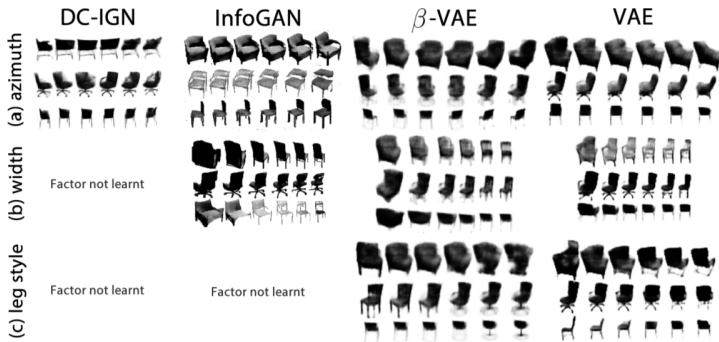 DC-IGN InfoGAN β-VAE VAE
(a) azimuth
(b) width
Factor not learnt
(c) leg style
Factor not learnt Factor not learnt